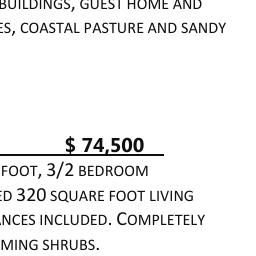 BUILDINGS, GUEST HOME AND
ES, COASTAL PASTURE AND SANDY
$ 74,500
FOOT, 3/2 BEDROOM
ED 320 SQUARE FOOT LIVING
ANCES INCLUDED. COMPLETELY
MING SHRUBS.